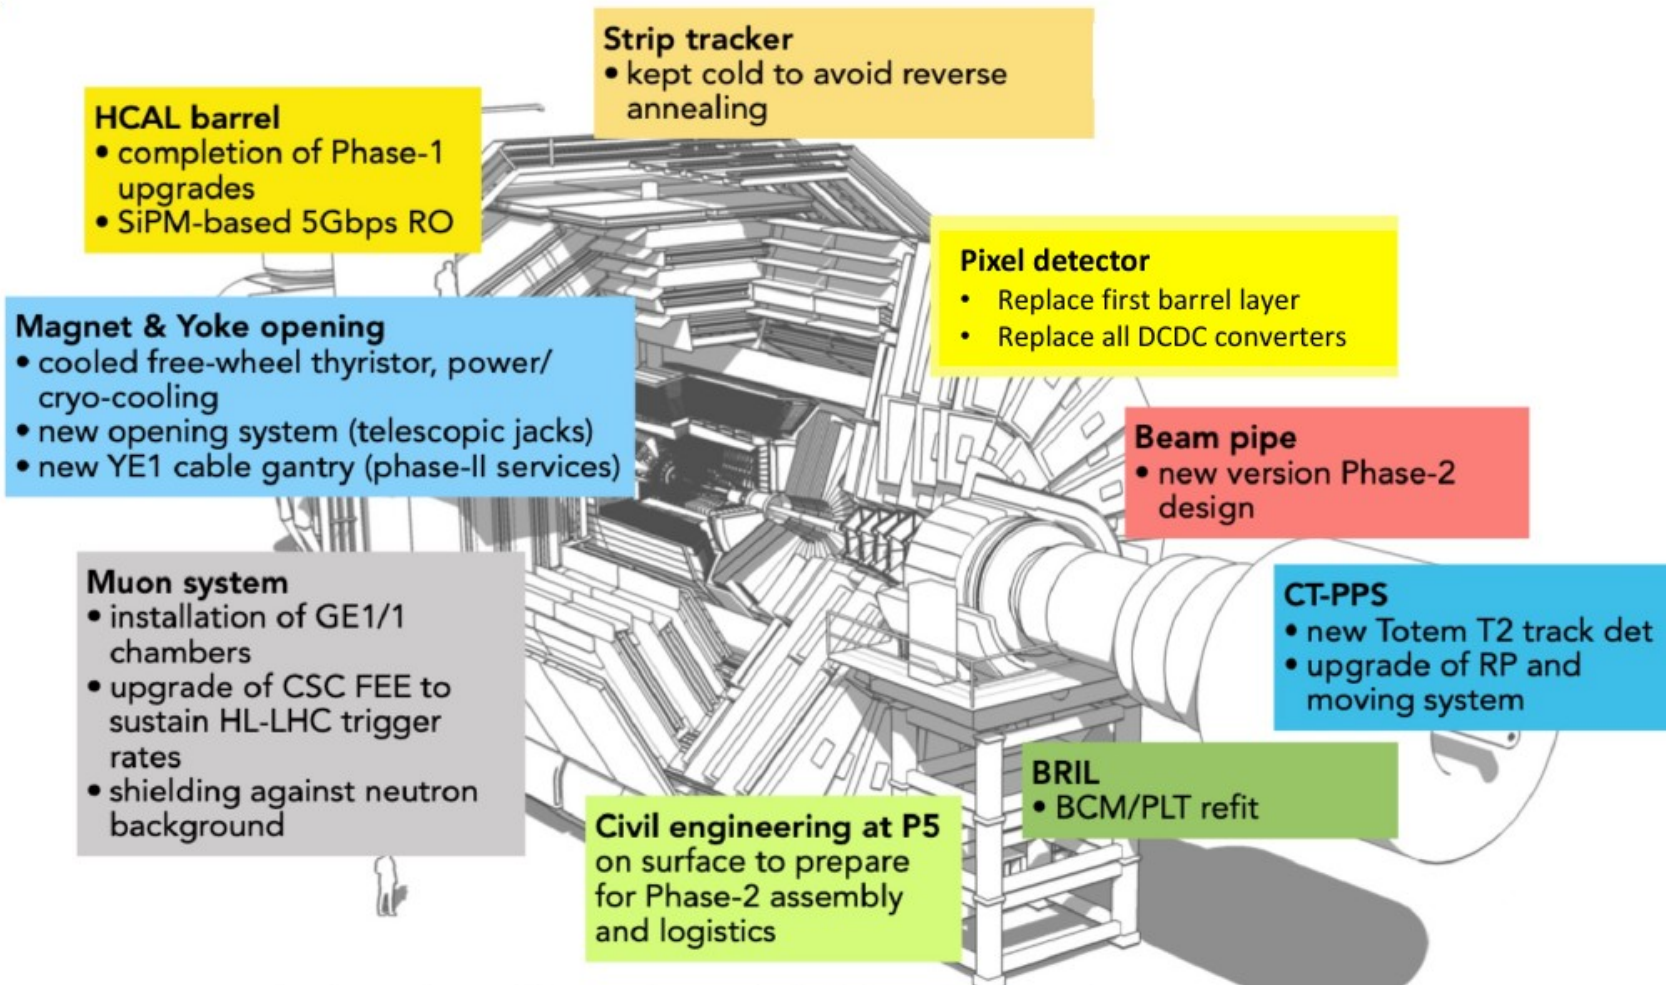 Strip tracker
• kept cold to avoid reverse
annealing
HCAL barrel
• completion of Phase-1
upgrades
• SiPM-based 5Gbps RO
Pixel detector
• Replace first barrel layer
• Replace all DCDC converters
Magnet & Yoke opening
• cooled free-wheel thyristor, power/
cryo-cooling
• new opening system (telescopic jacks)
• new YE1 cable gantry (phase-II services)
Beam pipe
• new version Phase-2
design
Muon system
• installation of GE1/1
chambers
• upgrade of CSC FEE to
sustain HL-LHC trigger
rates
• shielding against neutron
background
CT-PPS
• new Totem T2 track det
• upgrade of RP and
moving system
BRIL
• BCM/PLT refit
Civil engineering at P5
on surface to prepare
for Phase-2 assembly
and logistics